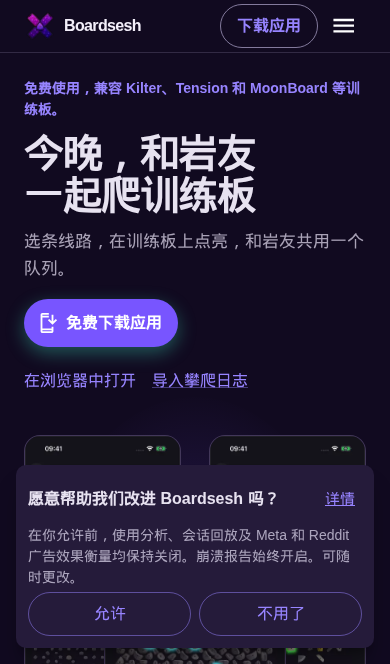 Boardsesh
下载应用
免费使用，兼容 Kilter、Tension 和 MoonBoard 等训
练板。
今晚，和岩友
一起爬训练板
选条线路，在训练板上点亮，和岩友共用一个
队列。
免费下载应用
在浏览器中打开 导入攀爬日志
09:41 09:41
愿意帮助我们改进 Boardsesh 吗？ 详情
在你允许前，使用分析、会话回放及 Meta 和 Reddit
广告效果衡量均保持关闭。崩溃报告始终开启。可随
时更改。
允许 不用了